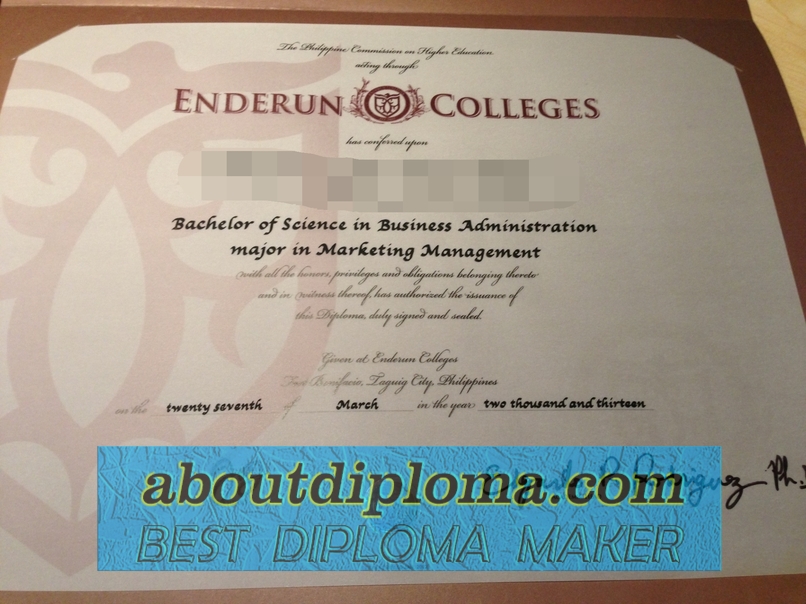 The Philippine Commission on Higher Education
acting through
ENDERUN COLLEGES
has conferred upon
Bachelor of Science in Business Administration
major in Marketing Management
with all the honors, privileges and obligations belonging thereto
and in witness thereof, has authorized the issuance of
this Diploma, duly signed and sealed.
Given at Enderun Colleges
Fort Bonifacio, Taguig City, Philippines
on the twenty seventh of March in the year two thousand and thirteen
Rodriguez Ph.
aboutdiploma.com
BEST DIPLOMA MAKER